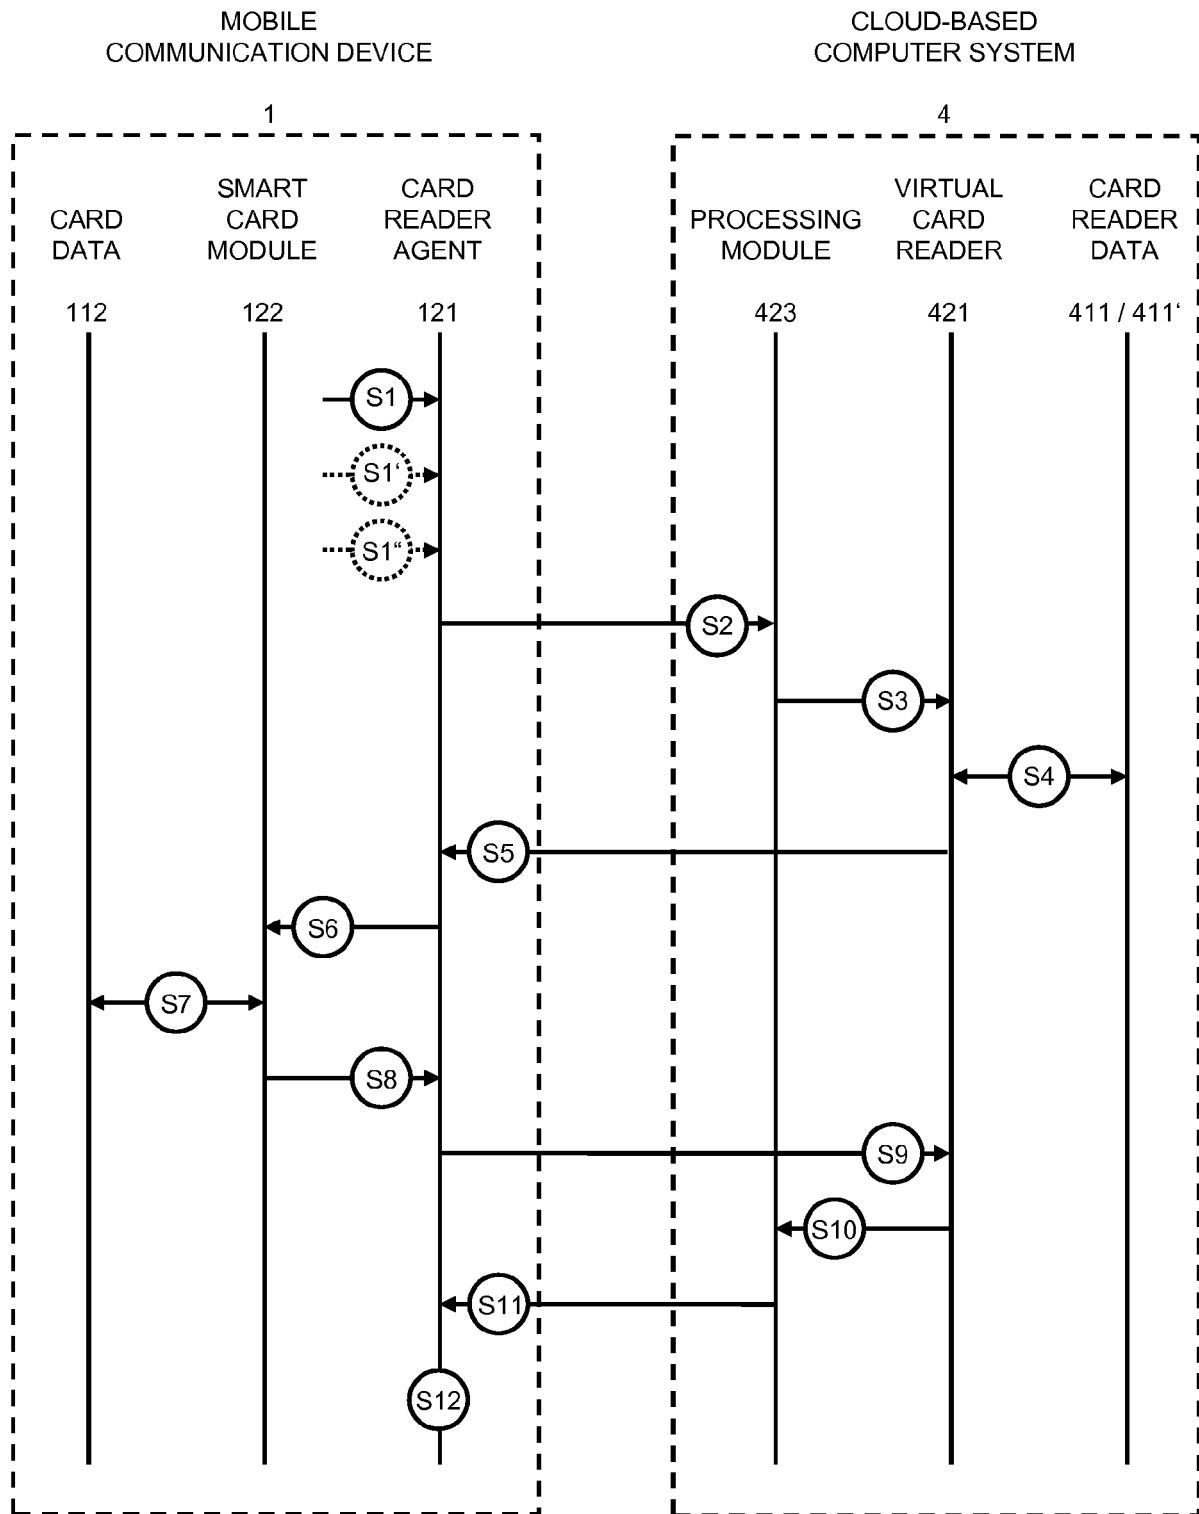 MOBILE
COMMUNICATION DEVICE
CLOUD-BASED
COMPUTER SYSTEM
1
4
CARD
DATA
SMART
CARD
MODULE
CARD
READER
AGENT
PROCESSING
MODULE
VIRTUAL
CARD
READER
CARD
READER
DATA
112
122
121
423
421
411 / 411‘
S1
S1‘
S1“
S2
S3
S4
S5
S6
S7
S8
S9
S10
S11
S12